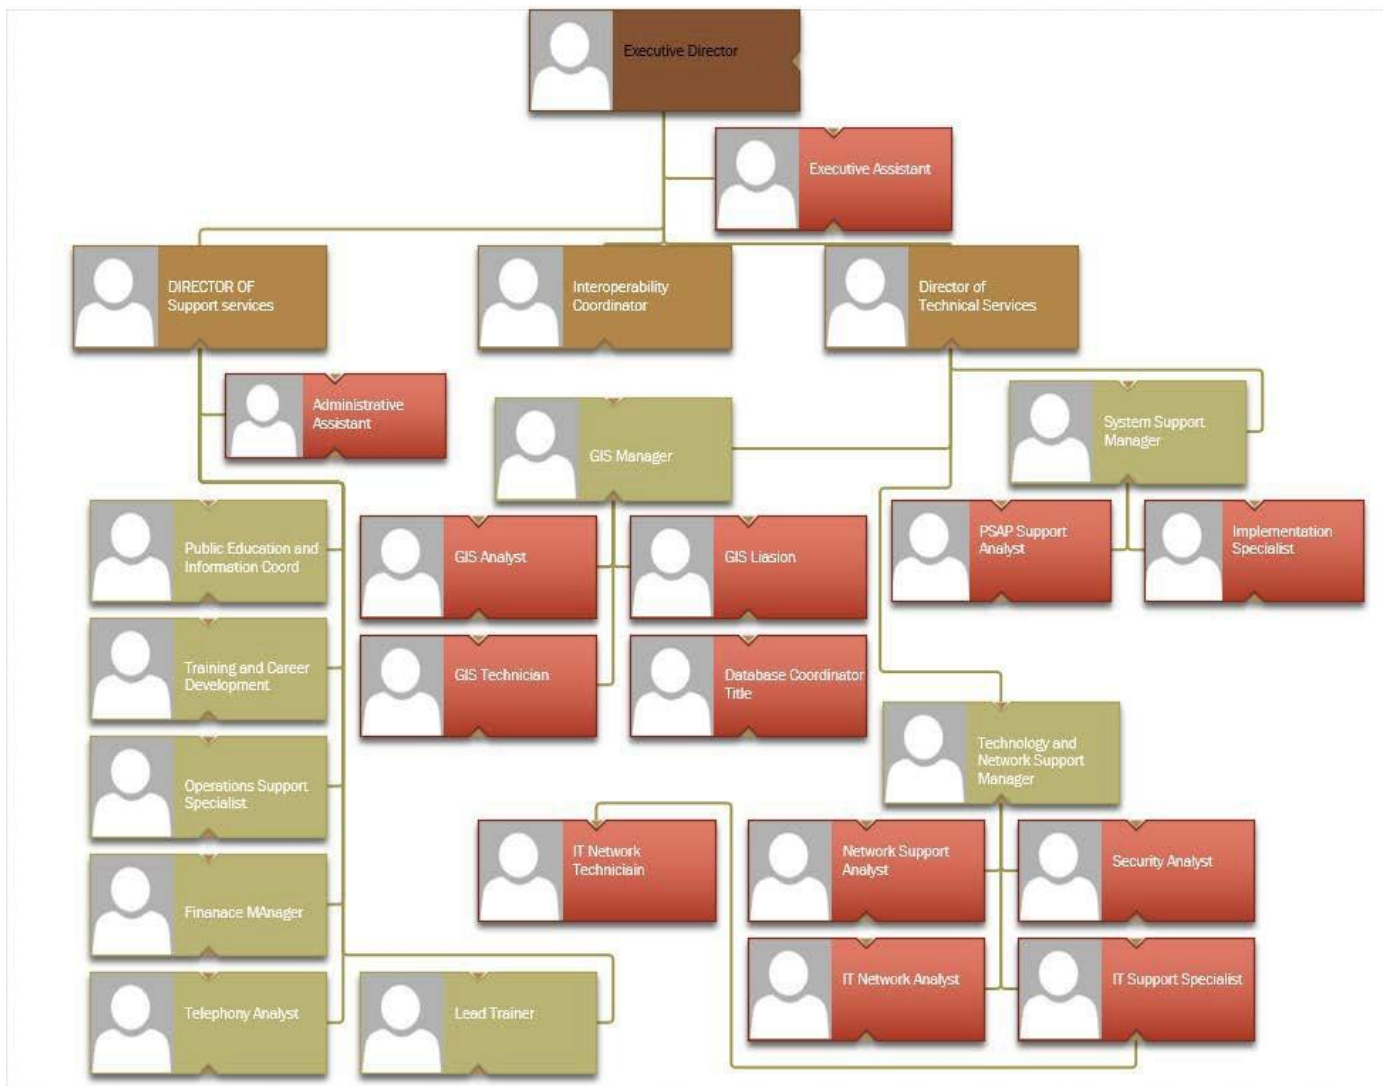 Executive Director
Executive Assistant
DIRECTOR OF
Support services
Interoperability
Coordinator
Director of
Technical Services
Administrative
Assistant
GIS Manager
System Support
Manager
Public Education and
Information Coord
GIS Analyst
GIS Liasion
PSAP Support
Analyst
Implementation
Specialist
Training and Career
Development
GIS Technician
Database Coordinator
Title
Operations Support
Specialist
Technology and
Network Support
Manager
IT Network
Techniciain
Network Support
Analyst
Security Analyst
Finanace MAnager
IT Network Analyst
IT Support Specialist
Telephony Analyst
Lead Trainer